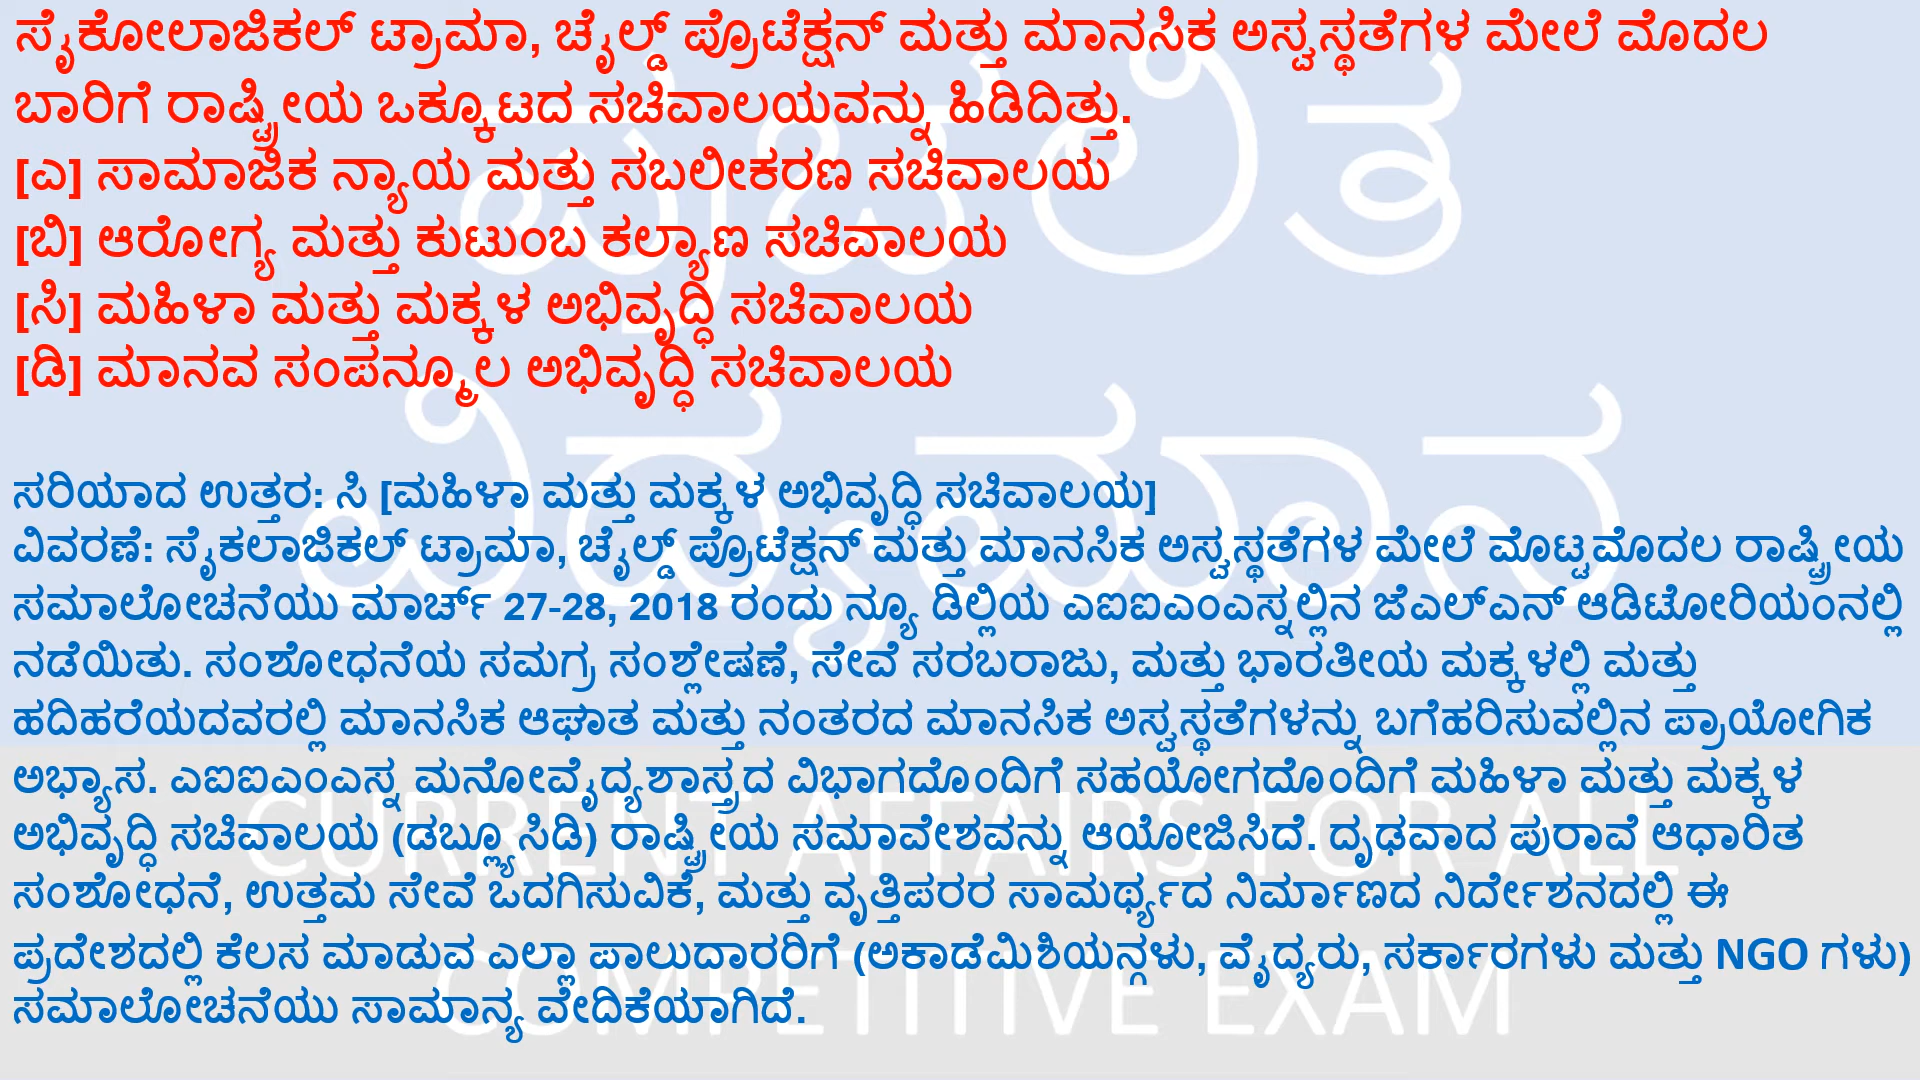 ಸೈಕೋಲಾಜಿಕಲ್ ಟ್ರಾಮಾ, ಚೈಲ್ಡ್ ಪ್ರೊಟೆಕ್ಷನ್ ಮತ್ತು ಮಾನಸಿಕ ಅಸ್ವಸ್ಥತೆಗಳ ಮೇಲೆ ಮೊದಲ
ಬಾರಿಗೆ ರಾಷ್ಟ್ರೀಯ ಒಕ್ಕೂಟದ ಸಚಿವಾಲಯವನ್ನು ಹಿಡಿದಿತ್ತು.
[ಎ] ಸಾಮಾಜಿಕ ನ್ಯಾಯ ಮತ್ತು ಸಬಲೀಕರಣ ಸಚಿವಾಲಯ
[ಬಿ] ಆರೋಗ್ಯ ಮತ್ತು ಕುಟುಂಬ ಕಲ್ಯಾಣ ಸಚಿವಾಲಯ
[ಸಿ] ಮಹಿಳಾ ಮತ್ತು ಮಕ್ಕಳ ಅಭಿವೃದ್ಧಿ ಸಚಿವಾಲಯ
[ಡಿ] ಮಾನವ ಸಂಪನ್ಮೂಲ ಅಭಿವೃದ್ಧಿ ಸಚಿವಾಲಯ
ಸರಿಯಾದ ಉತ್ತರ: ಸಿ [ಮಹಿಳಾ ಮತ್ತು ಮಕ್ಕಳ ಅಭಿವೃದ್ಧಿ ಸಚಿವಾಲಯ]
ವಿವರಣೆ: ಸೈಕಲಾಜಿಕಲ್ ಟ್ರಾಮಾ, ಚೈಲ್ಡ್ ಪ್ರೊಟೆಕ್ಷನ್ ಮತ್ತು ಮಾನಸಿಕ ಅಸ್ವಸ್ಥತೆಗಳ ಮೇಲೆ ಮೊಟ್ಟಮೊದಲ ರಾಷ್ಟ್ರೀಯ
ಸಮಾಲೋಚನೆಯು ಮಾರ್ಚ್ 27-28, 2018 ರಂದು ನ್ಯೂ ಡಿಲ್ಲಿಯ ಎಐಐಎಂಎಸ್ನಲ್ಲಿನ ಜೆಎಲ್ಎನ್ ಆಡಿಟೋರಿಯಂನಲ್ಲಿ
ನಡೆಯಿತು. ಸಂಶೋಧನೆಯ ಸಮಗ್ರ ಸಂಶ್ಲೇಷಣೆ, ಸೇವೆ ಸರಬರಾಜು, ಮತ್ತು ಭಾರತೀಯ ಮಕ್ಕಳಲ್ಲಿ ಮತ್ತು
ಹದಿಹರೆಯದವರಲ್ಲಿ ಮಾನಸಿಕ ಆಘಾತ ಮತ್ತು ನಂತರದ ಮಾನಸಿಕ ಅಸ್ವಸ್ಥತೆಗಳನ್ನು ಬಗೆಹರಿಸುವಲ್ಲಿನ ಪ್ರಾಯೋಗಿಕ
ಅಭ್ಯಾಸ. ಎಐಐಎಂಎಸ್ನ ಮನೋವೈದ್ಯಶಾಸ್ತ್ರದ ವಿಭಾಗದೊಂದಿಗೆ ಸಹಯೋಗದೊಂದಿಗೆ ಮಹಿಳಾ ಮತ್ತು ಮಕ್ಕಳ
ಅಭಿವೃದ್ಧಿ ಸಚಿವಾಲಯ (ಡಬ್ಲ್ಯೂಸಿಡಿ) ರಾಷ್ಟ್ರೀಯ ಸಮಾವೇಶವನ್ನು ಆಯೋಜಿಸಿದೆ. ದೃಢವಾದ ಪುರಾವೆ ಆಧಾರಿತ
ಸಂಶೋಧನೆ, ಉತ್ತಮ ಸೇವೆ ಒದಗಿಸುವಿಕೆ, ಮತ್ತು ವೃತ್ತಿಪರರ ಸಾಮರ್ಥ್ಯದ ನಿರ್ಮಾಣದ ನಿರ್ದೇಶನದಲ್ಲಿ ಈ
ಪ್ರದೇಶದಲ್ಲಿ ಕೆಲಸ ಮಾಡುವ ಎಲ್ಲಾ ಪಾಲುದಾರರಿಗೆ (ಅಕಾಡೆಮಿಶಿಯನ್ಗಳು, ವೈದ್ಯರು, ಸರ್ಕಾರಗಳು ಮತ್ತು NGO ಗಳು)
ಸಮಾಲೋಚನೆಯು ಸಾಮಾನ್ಯ ವೇದಿಕೆಯಾಗಿದೆ.
ಪ್ರಚಲಿತ
ವಿದ್ಯಮಾನ
CURRENT AFFAIRS FOR ALL
COMPETITIVE EXAM